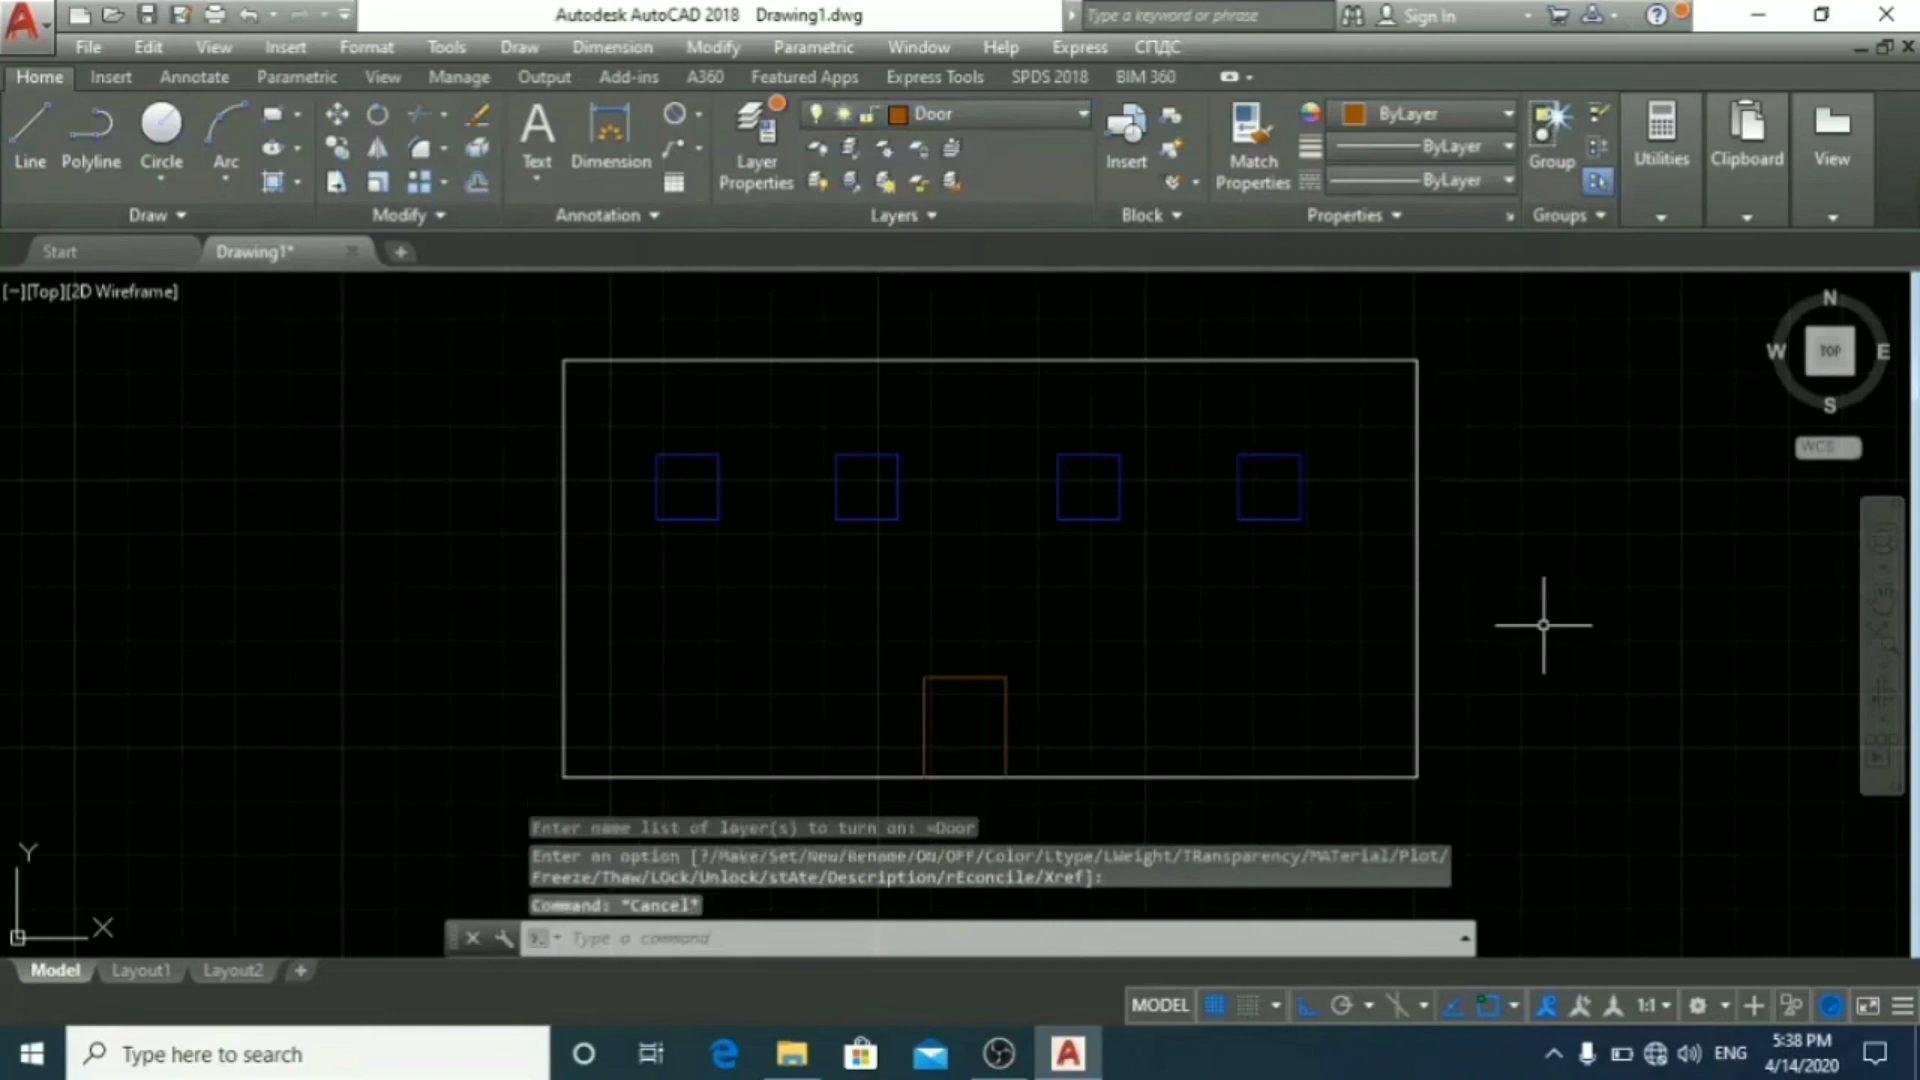 Autodesk AutoCAD 2018 Drawing1.dwg
Type a keyword or phrase
Sign In
File Edit View Insert Format Tools Draw Dimension Modify Parametric Window Help Express СПДС
Home Insert Annotate Parametric View Manage Output Add-ins A360 Featured Apps Express Tools SPDS 2018 BIM 360
Door
ByLayer
Line Polyline Circle Arc
Text Dimension
Layer Properties
Insert
Match Properties
ByLayer
ByLayer
Group
Utilities
Clipboard
View
Draw Modify Annotation Layers Block Properties Groups
Start Drawing1*
[−][Top][2D Wireframe]
N
W TOP E
S
WCS
Enter name list of layer(s) to turn on: =Door
Enter an option [?/Make/Set/New/Rename/ON/OFF/Color/Ltype/LWeight/TRansparency/MATerial/Plot/
Freeze/Thaw/LOck/Unlock/stAte/Description/rEconcile/Xref]:
Command: *Cancel*
Type a command
Y
X
Model Layout1 Layout2
MODEL 1:1
Type here to search
ENG
5:38 PM
4/14/2020